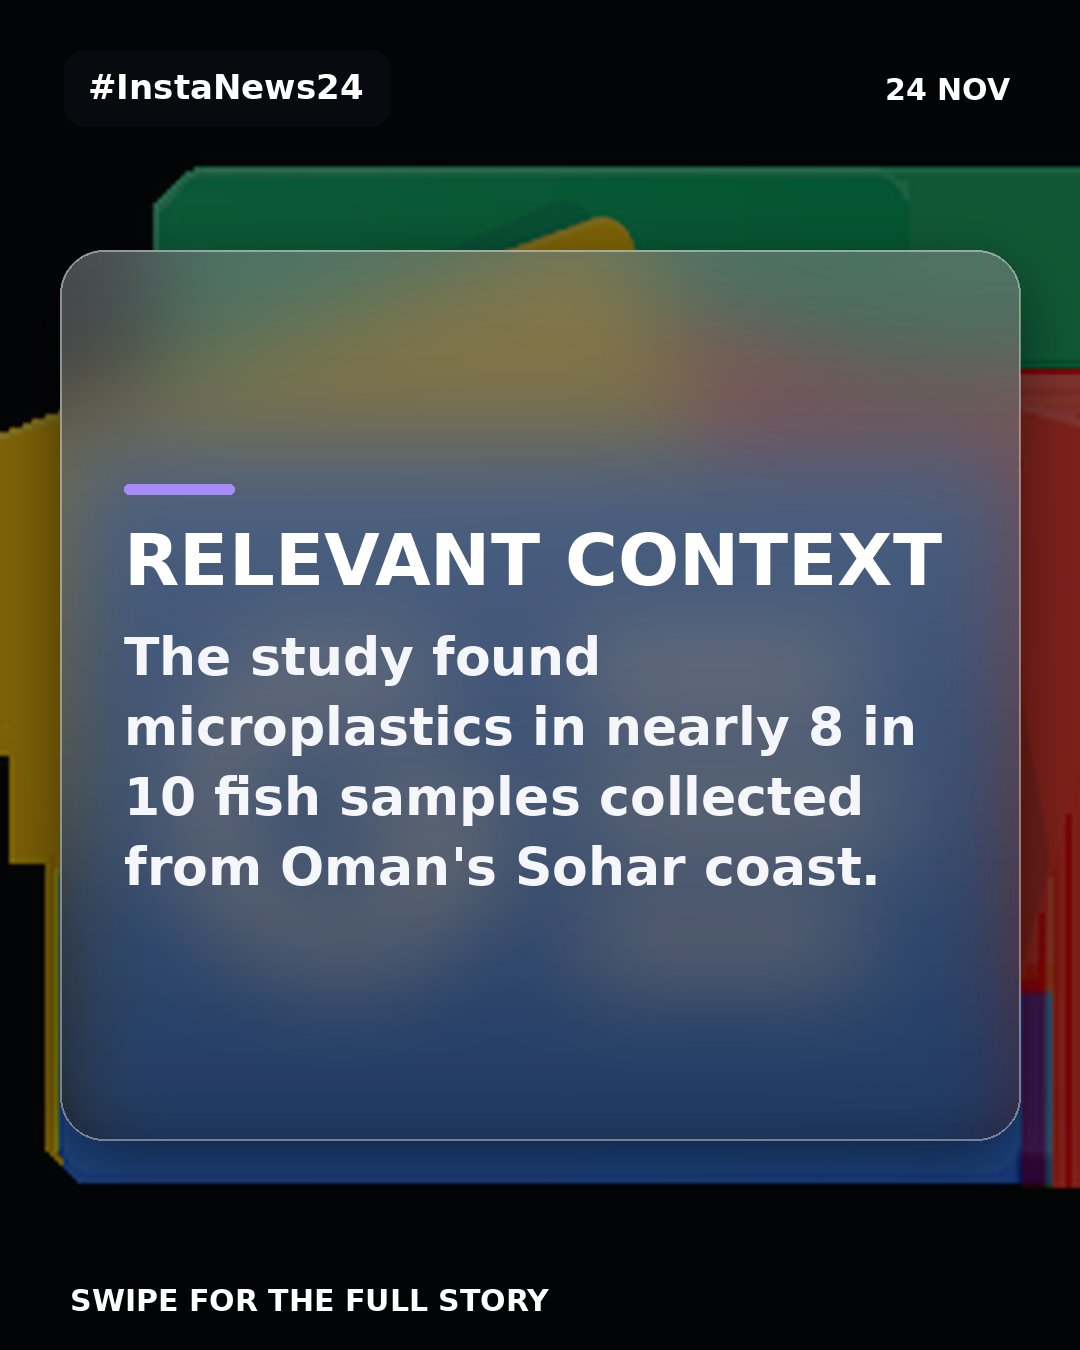 #InstaNews24
24 NOV
RELEVANT CONTEXT
The study found
microplastics in nearly 8 in
10 fish samples collected
from Oman's Sohar coast.
SWIPE FOR THE FULL STORY